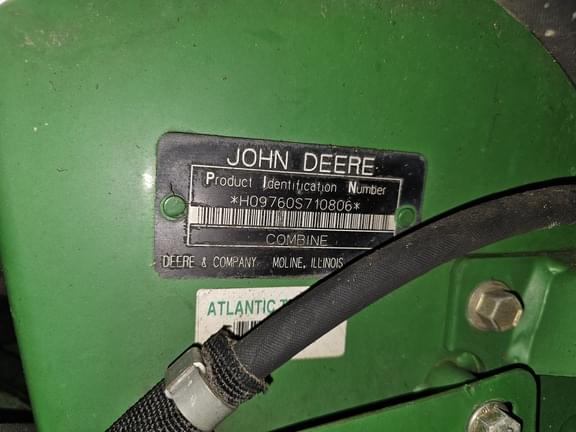 JOHN DEERE
Product Identification Number
*H09760S710806*
COMBINE
DEERE & COMPANY MOLINE, ILLINOIS
ATLANTIC